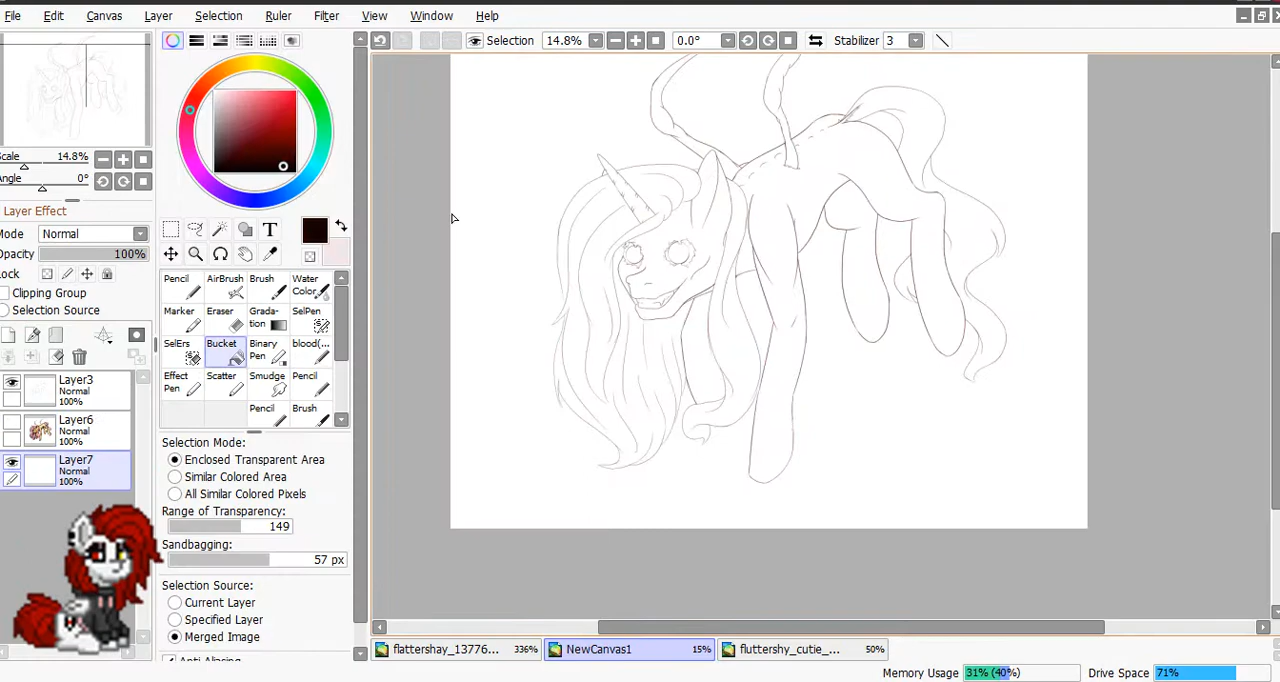 File Edit Canvas Layer Selection Ruler Filter View Window Help
Selection 14.8% 0.0° Stabilizer 3
Scale 14.8%
Angle 0°
Layer Effect
Mode Normal
Opacity 100%
Lock
Clipping Group
Selection Source
Layer3
Normal
100%
Layer6
Normal
100%
Layer7
Normal
100%
T
Pencil AirBrush Brush Water Color
Marker Eraser Grada- tion SelPen
SelErs Bucket Binary Pen blood(...
Effect Pen Scatter Smudge Pencil
Pencil Brush
Selection Mode:
Enclosed Transparent Area
Similar Colored Area
All Similar Colored Pixels
Range of Transparency:
149
Sandbagging:
57 px
Selection Source:
Current Layer
Specified Layer
Merged Image
Anti-Aliasing
flattershay_13776... 336% NewCanvas1 15% fluttershy_cutie_... 50%
Memory Usage 31% (40%) Drive Space 71%